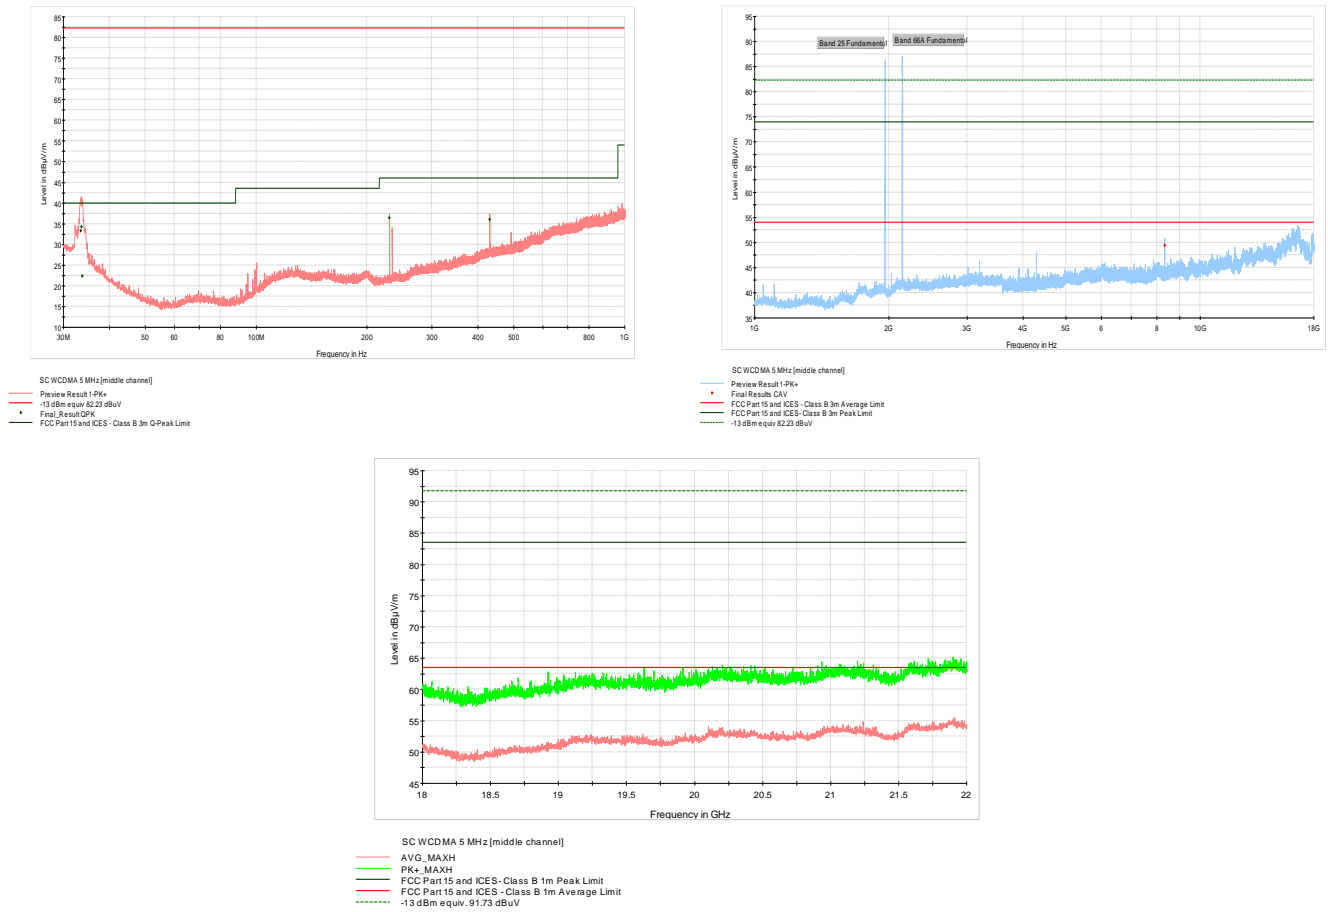 85
80
75
70
65
60
55
50
45
40
35
30
25
20
15
10
Level in dBµV/m
30M
50
60
80
100M
200
300
400
500
800
1G
Frequency in Hz
SC WCDMA 5 MHz [middle channel]
Preview Result 1-PK+
-13 dBm equiv 82.23 dBuV
Final_Result QPK
FCC Part 15 and ICES - Class B 3m Q-Peak Limit
95
90
85
80
75
70
65
60
55
50
45
40
35
Level in dBµV/m
Band 25 Fundamental
Band 66A Fundamental
1G
2G
3G
4G
5G
6
8
10G
18G
Frequency in Hz
SC WCDMA 5 MHz [middle channel]
Preview Result 1-PK+
Final Results CAV
FCC Part 15 and ICES - Class B 3m Average Limit
FCC Part 15 and ICES- Class B 3m Peak Limit
-13 dBm equiv 82.23 dBuV
95
90
85
80
75
70
65
60
55
50
45
Level in dBµV/m
18
18.5
19
19.5
20
20.5
21
21.5
22
Frequency in GHz
SC WCDMA 5 MHz [middle channel]
AVG_MAXH
PK+_MAXH
FCC Part 15 and ICES- Class B 1m Peak Limit
FCC Part 15 and ICES - Class B 1m Average Limit
-13 dBm equiv. 91.73 dBuV